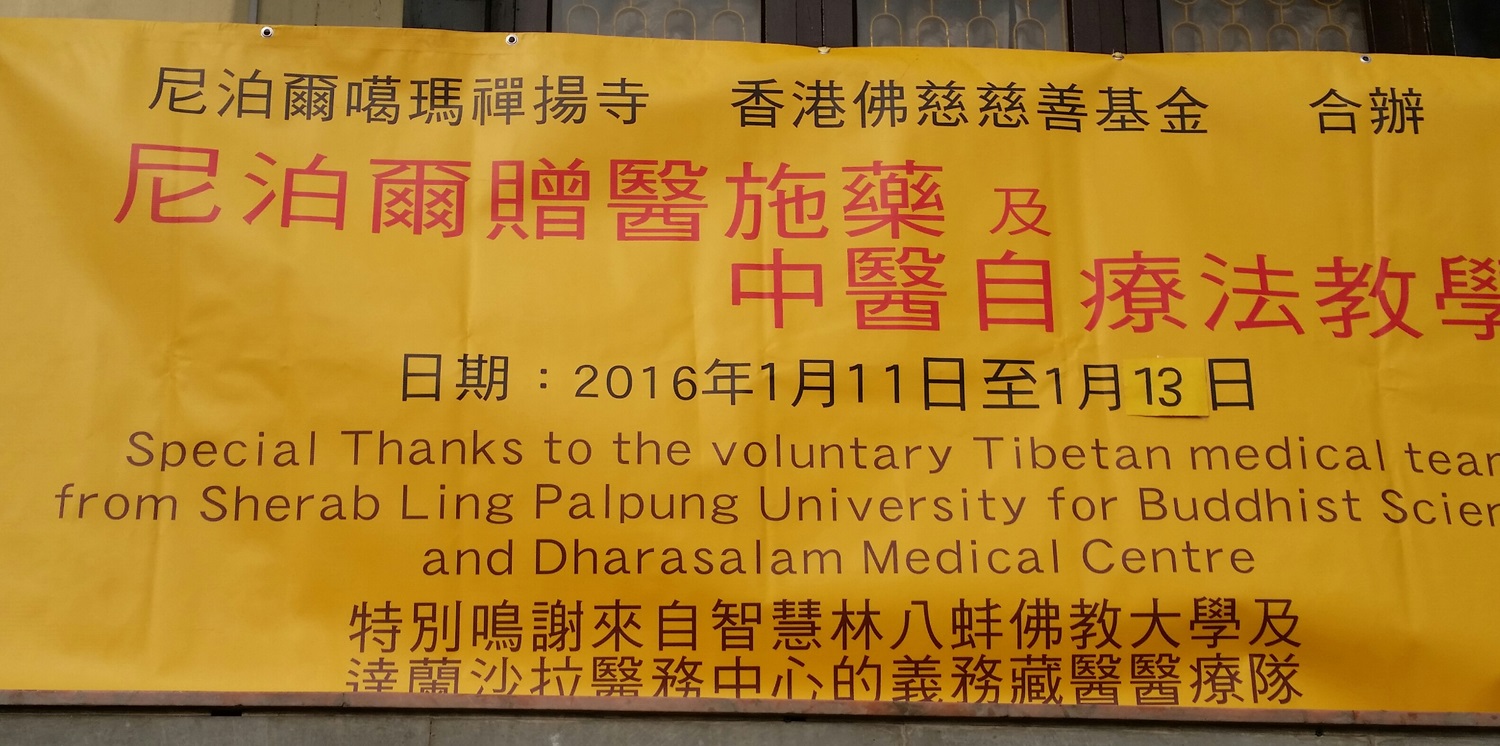 尼泊爾噶瑪禪揚寺 香港佛慈慈善基金 合辦
尼泊爾贈醫施藥 及
中醫自療法教學
日期：2016年1月11日至1月13日
Special Thanks to the voluntary Tibetan medical
from Sherab Ling Palpung University for Buddhist
and Dharasalam Medical Centre
特別鳴謝來自智慧林八蚌佛教大學及
達蘭沙拉醫務中心的義務藏醫醫療隊